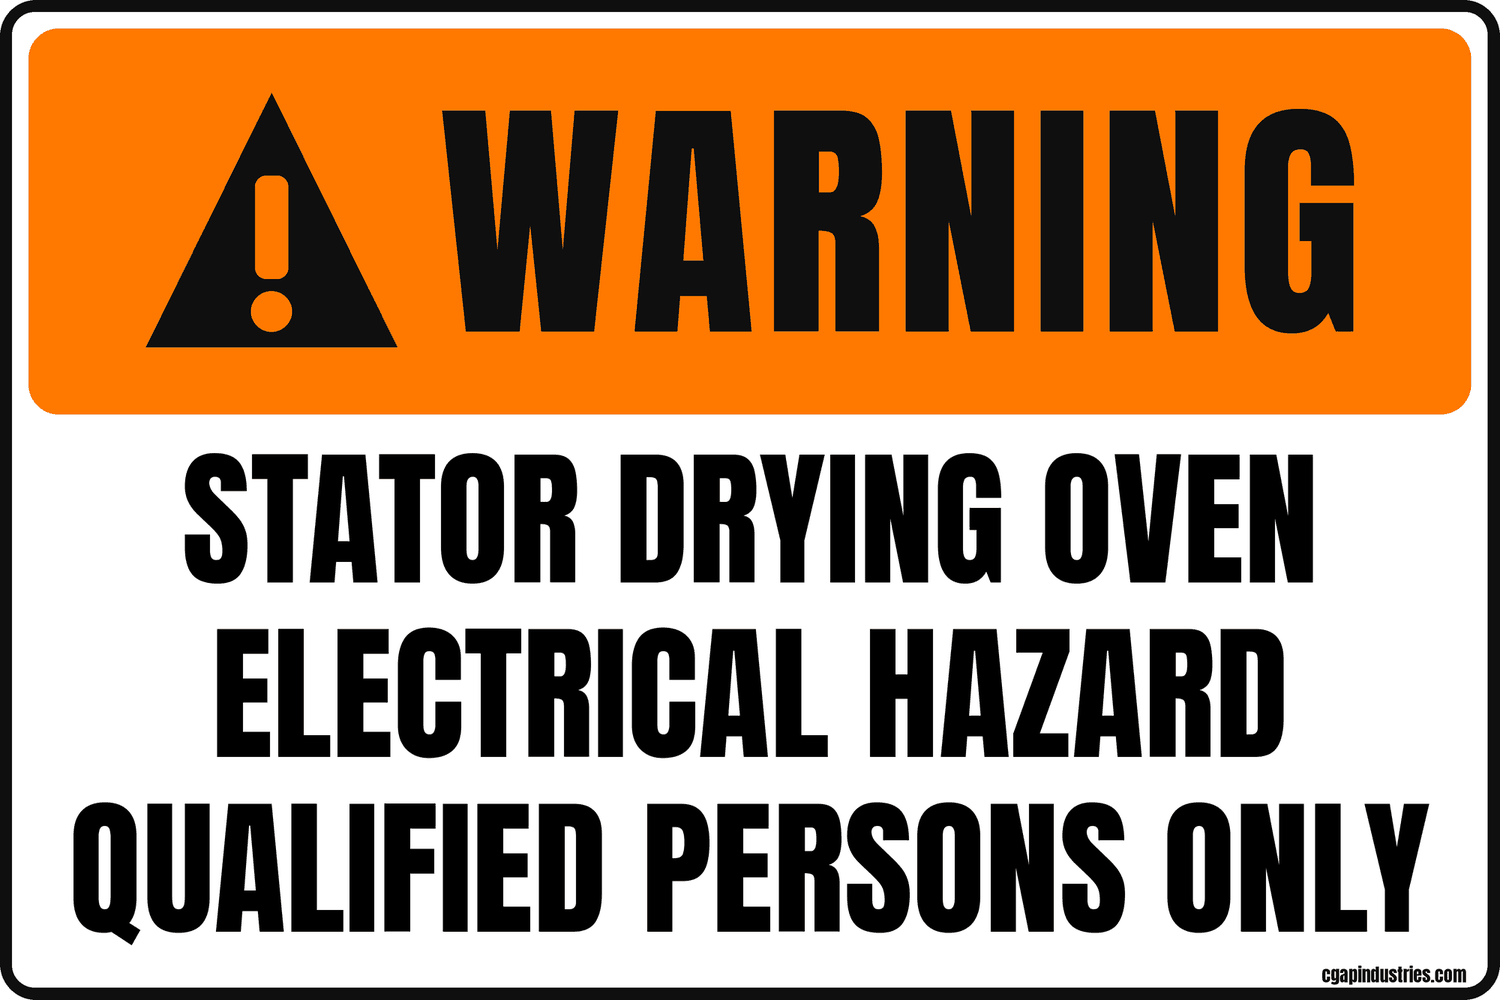 WARNING
STATOR DRYING OVEN
ELECTRICAL HAZARD
QUALIFIED PERSONS ONLY
cgapindustries.com